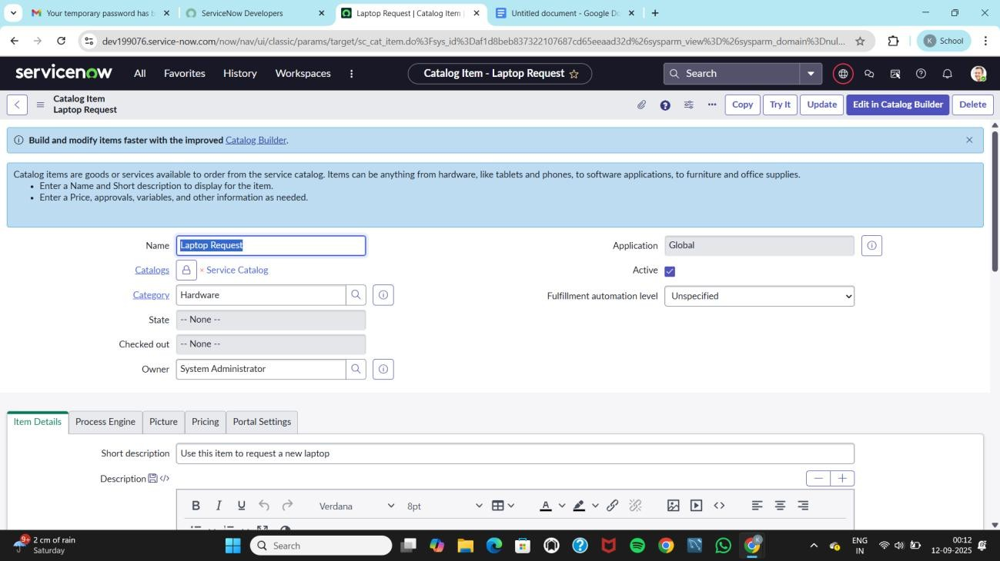 Your temporary password has b
ServiceNow Developers
Laptop Request | Catalog Item
Untitled document - Google Do
dev199076.service-now.com/now/nav/ui/classic/params/target/sc_cat_item.do%3Fsys_id%3Daf1d8beb837322107687cd65eeaad32d%26sysparm_view%3D%26sysparm_domain%3Dnul...
K School
servicenow All Favorites History Workspaces Catalog Item - Laptop Request Search
Catalog Item
Laptop Request
Copy Try It Update Edit in Catalog Builder Delete
Build and modify items faster with the improved Catalog Builder.
Catalog items are goods or services available to order from the service catalog. Items can be anything from hardware, like tablets and phones, to software applications, to furniture and office supplies.
• Enter a Name and Short description to display for the item.
• Enter a Price, approvals, variables, and other information as needed.
Name Laptop Request Application Global
Catalogs × Service Catalog Active
Category Hardware Fulfillment automation level Unspecified
State -- None --
Checked out -- None --
Owner System Administrator
Item Details Process Engine Picture Pricing Portal Settings
Short description Use this item to request a new laptop
Description </>
B I U Verdana 8pt A <>
9+ 2 cm of rain
Saturday
Search
ENG
IN
00:12
12-09-2025